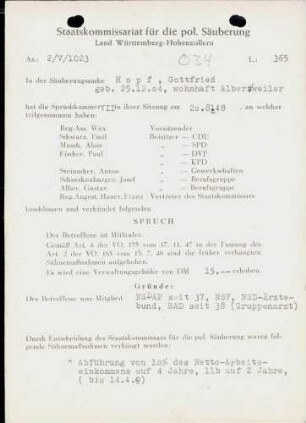 Staatskommissariat für die pol. Säuberung
Land Württemberg-Hohenzollern
Az.: 2/V/1023 034 L: 365
In der Säuberungssache H o p f , Gottfried
geb. 25.12.04, wohnhaft Albersweiler
hat die Spruchkammer III in ihrer Sitzung am 20.8.48 , an welcher
teilgenommen haben:
Reg.Ass. Wax Vorsitzender
Schwarz, Emil Beisitzer — CDU
Munsh, Alois „ — SPD
Fischer, Paul „ — DVP
„ — KPD
Steinacher, Anton „ — Gewerkschaften
Schneckenburger, Josef „ — Berufsgruppe
Alber, Gustav „ — Berufsgruppe
Reg.Angest. Hauer, Franz Vertreter des Staatskommissars
beschlossen und verkündet folgenden
SPRUCH
Der Betroffene ist Mitläufer.
Gemäß Art. 4 der VO. 133 vom 17. 11. 47 in der Fassung des
Art. 2 der VO. 165 vom 13. 7. 48 sind die früher verhängten
Sühnemaßnahmen aufgehoben.
Es wird eine Verwaltungsgebühr von DM 15.— erhoben.
Gründe:
Der Betroffene war Mitglied NSDAP seit 37, NSV, NSD-Ärzte-
bund, RAD seit 38 (Gruppenarzt)
Durch Entscheidung des Staatskommissars für die pol. Säuberung waren fol-
gende Sühnemaßnahmen verhängt worden:
" Abführung von 10% des Netto-Arbeits-
einkommens auf 4 Jahre, 11b auf 2 Jahre,
( bis 14.4.9)